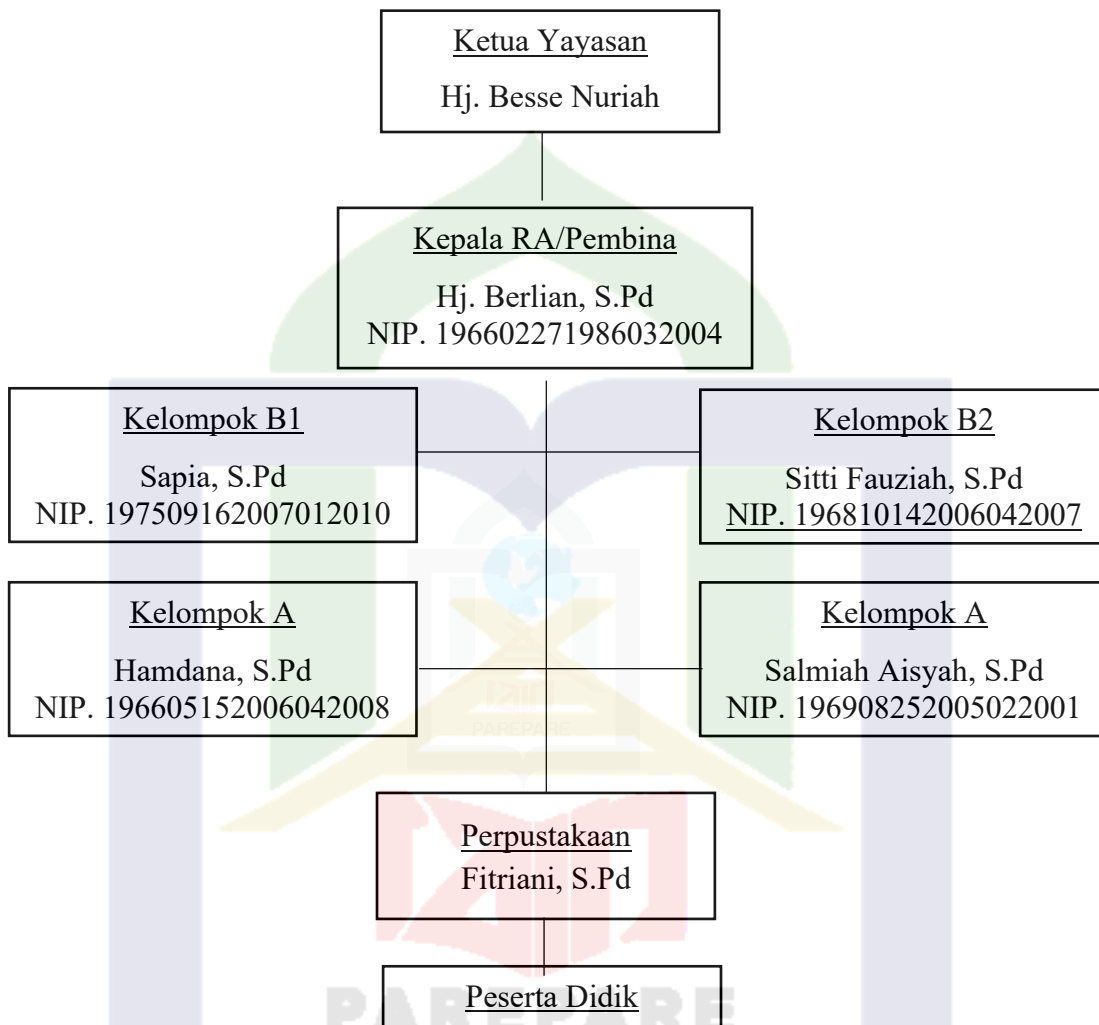 Ketua Yayasan
Hj. Besse Nuriah
Kepala RA/Pembina
Hj. Berlian, S.Pd
NIP. 196602271986032004
Kelompok B1
Sapia, S.Pd
NIP. 197509162007012010
Kelompok B2
Sitti Fauziah, S.Pd
NIP. 196810142006042007
Kelompok A
Hamdana, S.Pd
NIP. 196605152006042008
Kelompok A
Salmiah Aisyah, S.Pd
NIP. 196908252005022001
PAREPARE
Perpustakaan
Fitriani, S.Pd
Peserta Didik
PAREPARE